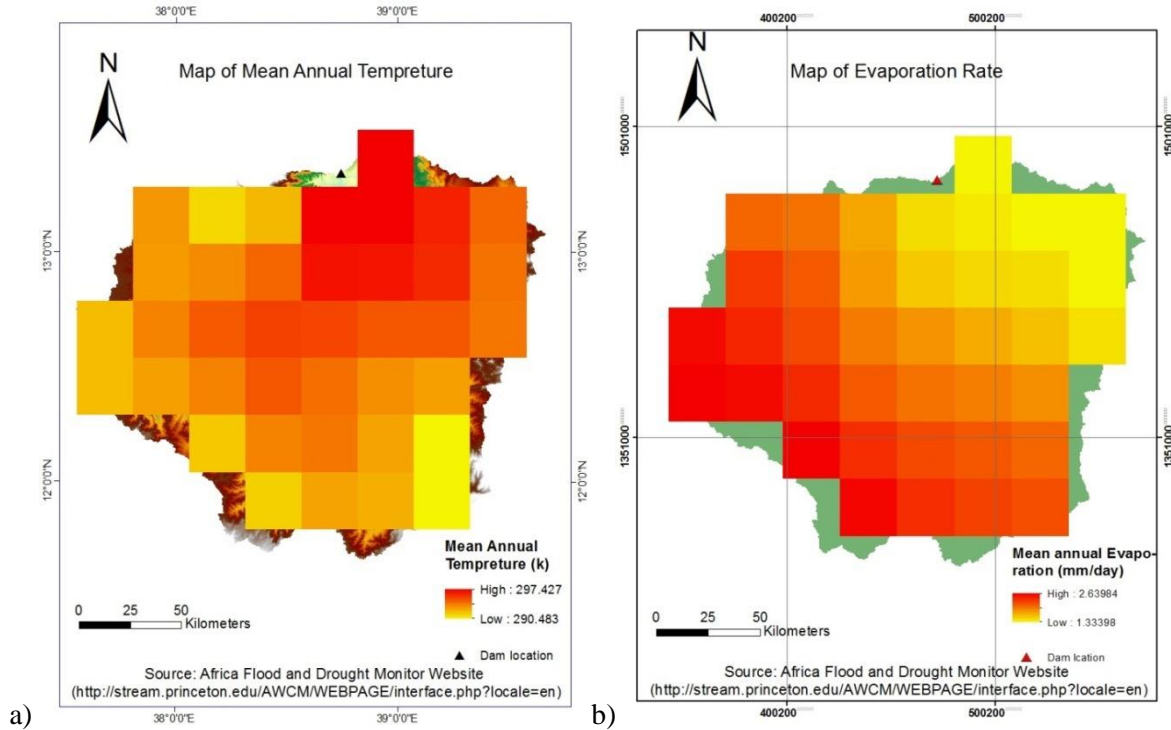 38°0'0"E 39°0'0"E
N
Map of Mean Annual Tempreture
13°0'0"N 13°0'0"N
12°0'0"N 12°0'0"N
Mean Annual
Tempreture (k)
High : 297.427
Low : 290.483
0 25 50
Kilometers
Dam location
Source: Africa Flood and Drought Monitor Website
(http://stream.princeton.edu/AWCM/WEBPAGE/interface.php?locale=en)
38°0'0"E 39°0'0"E
a)
400200 500200
N
Map of Evaporation Rate
1501000 1501000
1351000 1351000
Mean annual Evapo-
ration (mm/day)
High : 2.63984
Low : 1.33398
0 25 50
Kilometers
Dam lcation
Source: Africa Flood and Drought Monitor Website
(http://stream.princeton.edu/AWCM/WEBPAGE/interface.php?locale=en)
400200 500200
b)